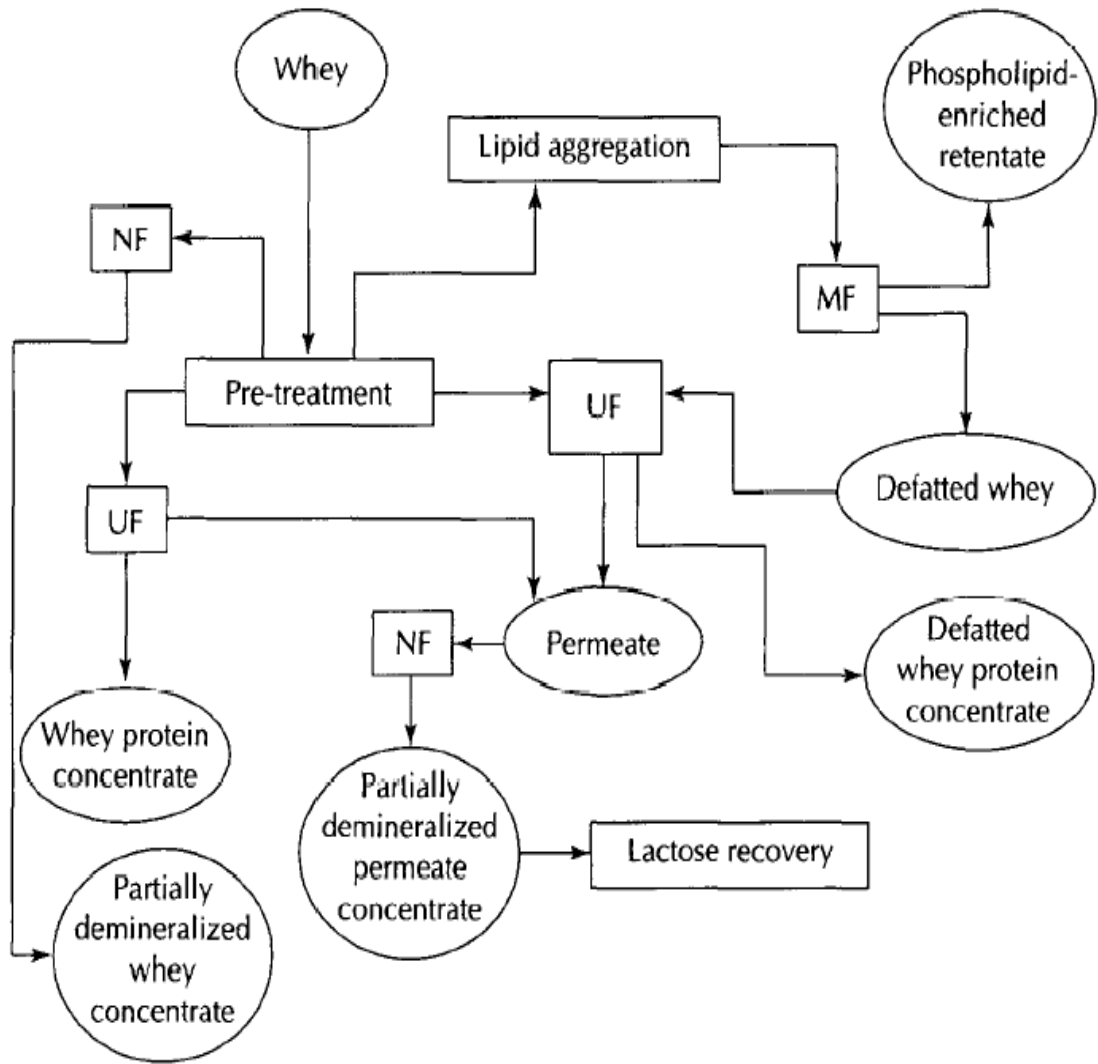 Whey
Phospholipid-
enriched
retentate
Lipid aggregation
NF
MF
Pre-treatment
UF
Defatted whey
UF
NF
Permeate
Defatted
whey protein
concentrate
Whey protein
concentrate
Partially
demineralized
permeate
concentrate
Lactose recovery
Partially
demineralized
whey
concentrate